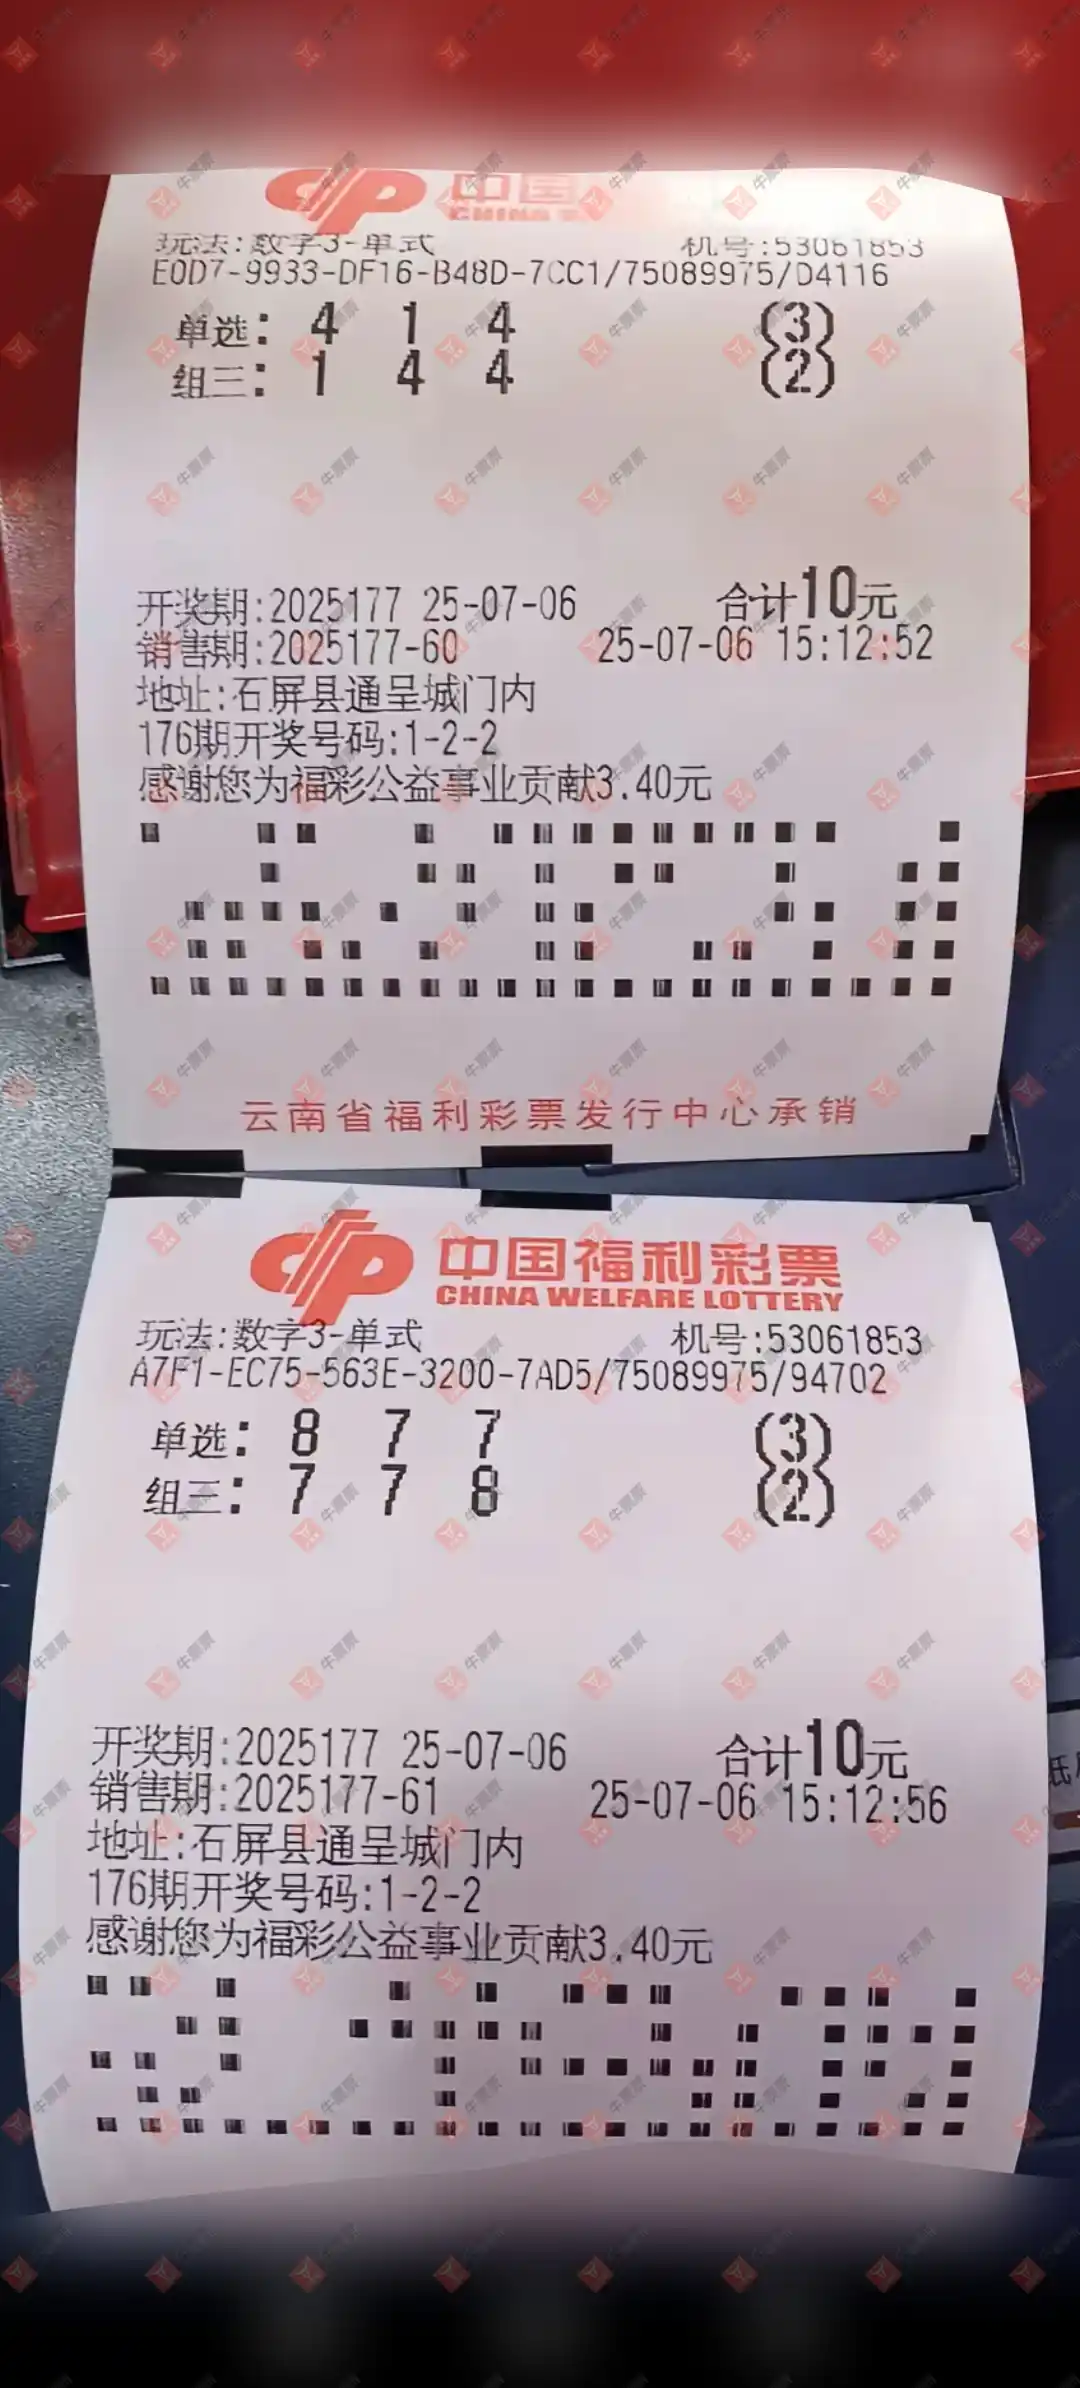 中国
CHINA
玩法:数字3-单式 机号:53061853
E0D7-9933-DF16-B48D-7CC1/75089975/D4116
单选: 4 1 4 (3)
组三: 1 4 4 (2)
开奖期:2025177 25-07-06 合计10元
销售期:2025177-60 25-07-06 15:12:52
地址:石屏县通呈城门内
176期开奖号码:1-2-2
感谢您为福彩公益事业贡献3.40元
云南省福利彩票发行中心承销
中国福利彩票
CHINA WELFARE LOTTERY
玩法:数字3-单式 机号:53061853
A7F1-EC75-563E-3200-7AD5/75089975/94702
单选: 8 7 7 (3)
组三: 7 7 8 (2)
开奖期:2025177 25-07-06 合计10元
销售期:2025177-61 25-07-06 15:12:56
地址:石屏县通呈城门内
176期开奖号码:1-2-2
感谢您为福彩公益事业贡献3.40元
牛票票